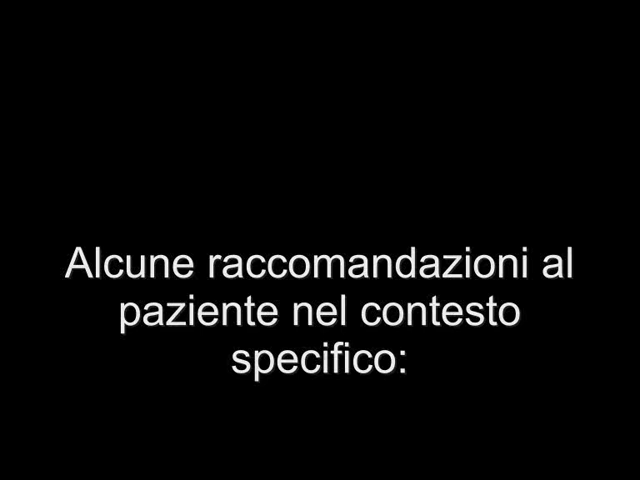 Alcune raccomandazioni al
paziente nel contesto
specifico: